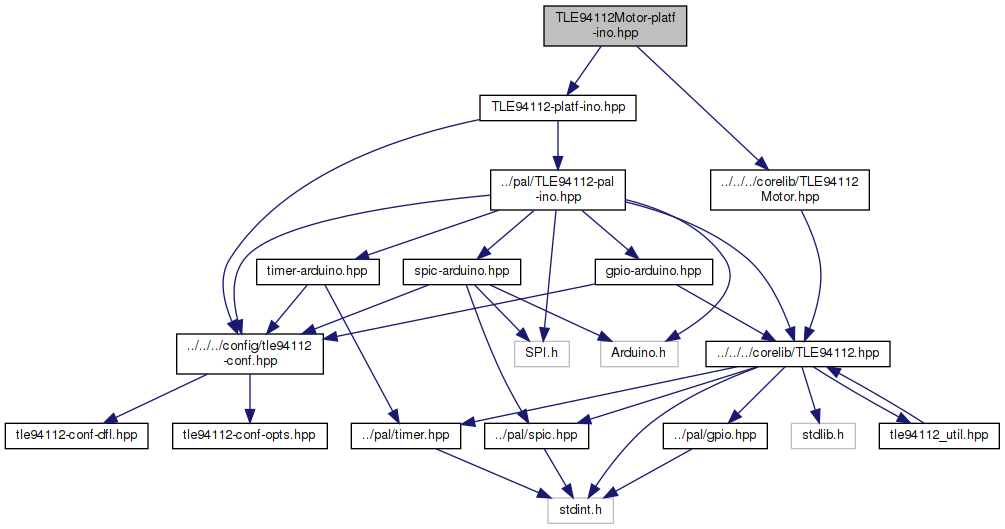 TLE94112Motor-platf
-ino.hpp
TLE94112-platf-ino.hpp
../pal/TLE94112-pal
-ino.hpp
../../../corelib/TLE94112
Motor.hpp
timer-arduino.hpp
spic-arduino.hpp
gpio-arduino.hpp
../../../config/tle94112
-conf.hpp
SPI.h
Arduino.h
../../../corelib/TLE94112.hpp
tle94112-conf-dfl.hpp
tle94112-conf-opts.hpp
../pal/timer.hpp
../pal/spic.hpp
../pal/gpio.hpp
stdlib.h
tle94112_util.hpp
stdint.h